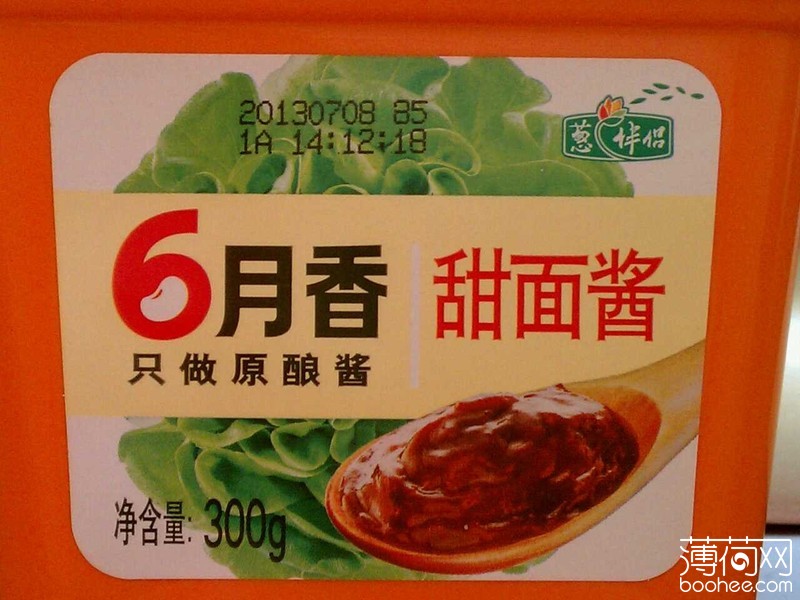 20130708 85
1A 14:12:18
葱伴侣
6月香
甜面酱
只做原酿酱
净含量: 300g
薄荷网
boohee.com